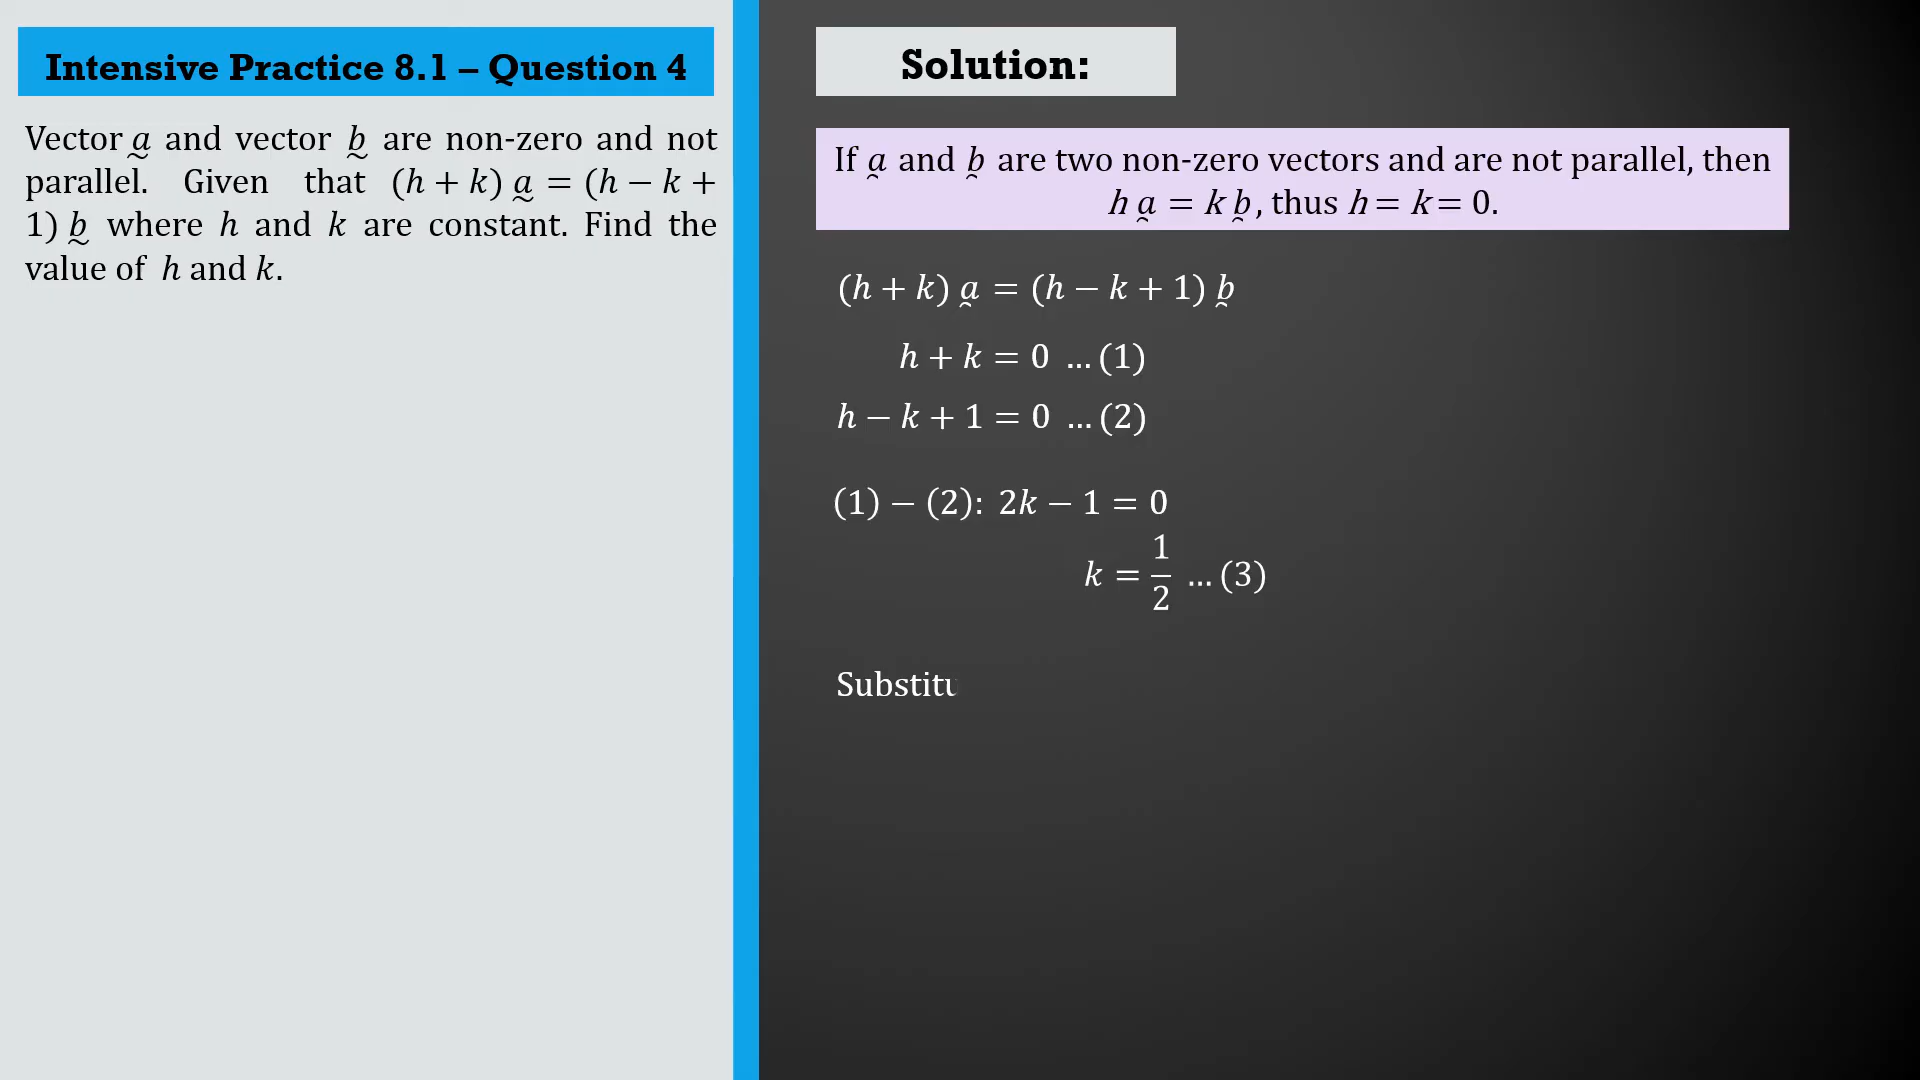 Intensive Practice 8.1 – Question 4
Vector a̰ and vector b̰ are non-zero and not
parallel. Given that (h + k) a̰ = (h − k +
1) b̰ where h and k are constant. Find the
value of h and k.
Solution:
If a̰ and b̰ are two non-zero vectors and are not parallel, then
h a̰ = k b̰, thus h = k = 0.
(h + k) a̰ = (h − k + 1) b̰
h + k = 0 … (1)
h − k + 1 = 0 … (2)
(1) − (2): 2k − 1 = 0
k = 1/2 … (3)
Substitu